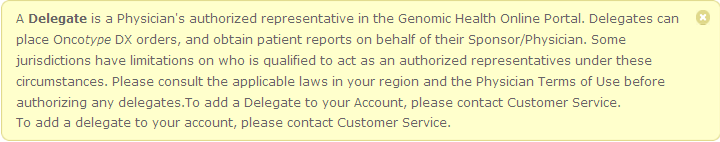 A Delegate is a Physician's authorized representative in the Genomic Health Online Portal. Delegates can
place Oncotype DX orders, and obtain patient reports on behalf of their Sponsor/Physician. Some
jurisdictions have limitations on who is qualified to act as an authorized representatives under these
circumstances. Please consult the applicable laws in your region and the Physician Terms of Use before
authorizing any delegates.To add a Delegate to your Account, please contact Customer Service.
To add a delegate to your account, please contact Customer Service.